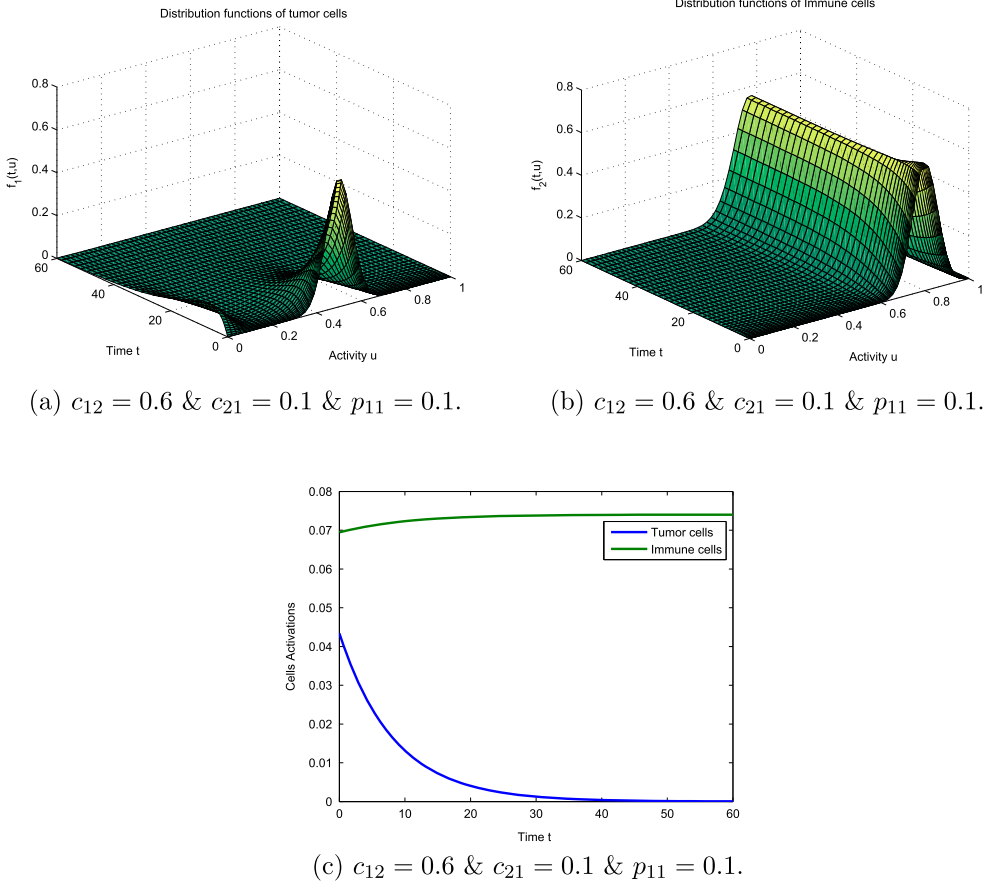 Distribution functions of tumor cells
Distribution functions of Immune cells
0.8
0.6
0.4
0.2
0
f1(t,u)
60
40
20
0
Time t
0
0.2
0.4
0.6
0.8
1
Activity u
0.8
0.6
0.4
0.2
0
f2(t,u)
60
40
20
0
Time t
0
0.2
0.4
0.6
0.8
1
Activity u
(a) c12 = 0.6 & c21 = 0.1 & p11 = 0.1.
(b) c12 = 0.6 & c21 = 0.1 & p11 = 0.1.
0.08
0.07
0.06
0.05
0.04
0.03
0.02
0.01
0
Cells Activations
Tumor cells
Immune cells
0 10 20 30 40 50 60
Time t
(c) c12 = 0.6 & c21 = 0.1 & p11 = 0.1.